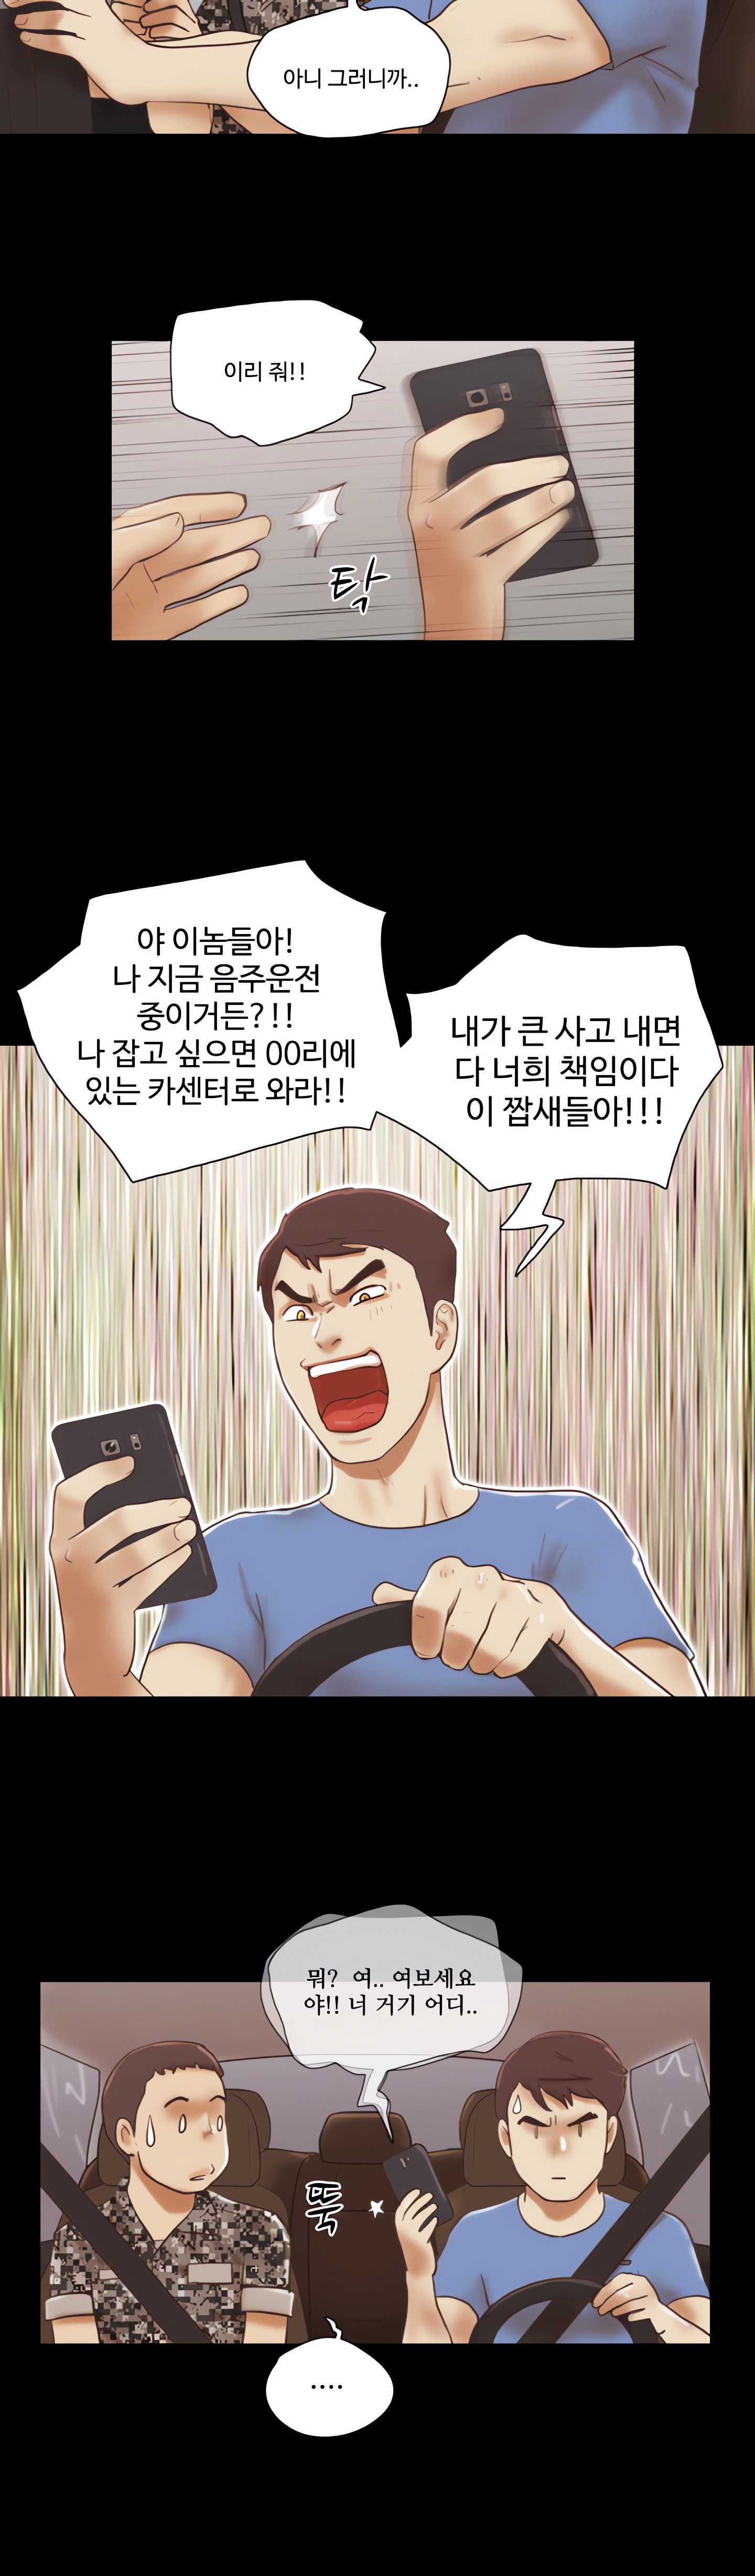 아니 그러니까..
이리 줘!!
탁
야 이놈들아!
나 지금 음주운전
중이거든?!!
나 잡고 싶으면 00리에
있는 카센터로 와라!!
내가 큰 사고 내면
다 너희 책임이다
이 짭새들아!!!
뭐? 여.. 여보세요
야!! 너 거기 어디..
뚝
....